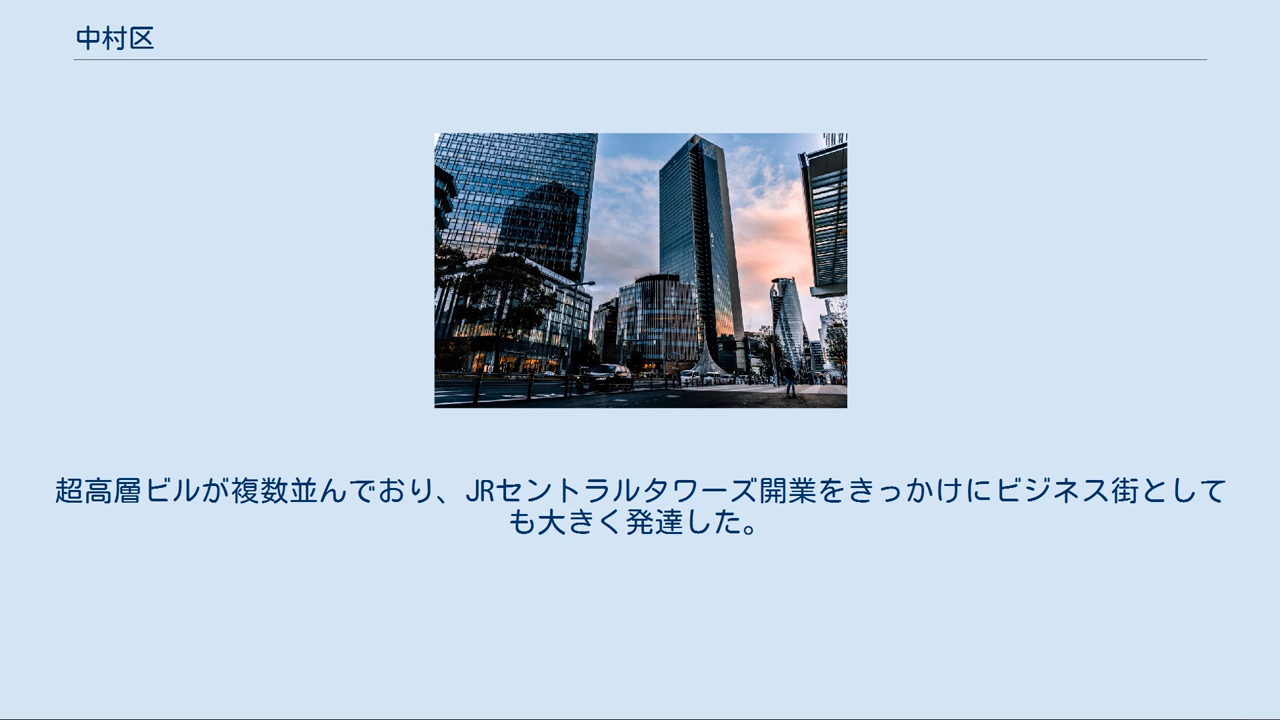 中村区
超高層ビルが複数並んでおり、JRセントラルタワーズ開業をきっかけにビジネス街として
も大きく発達した。